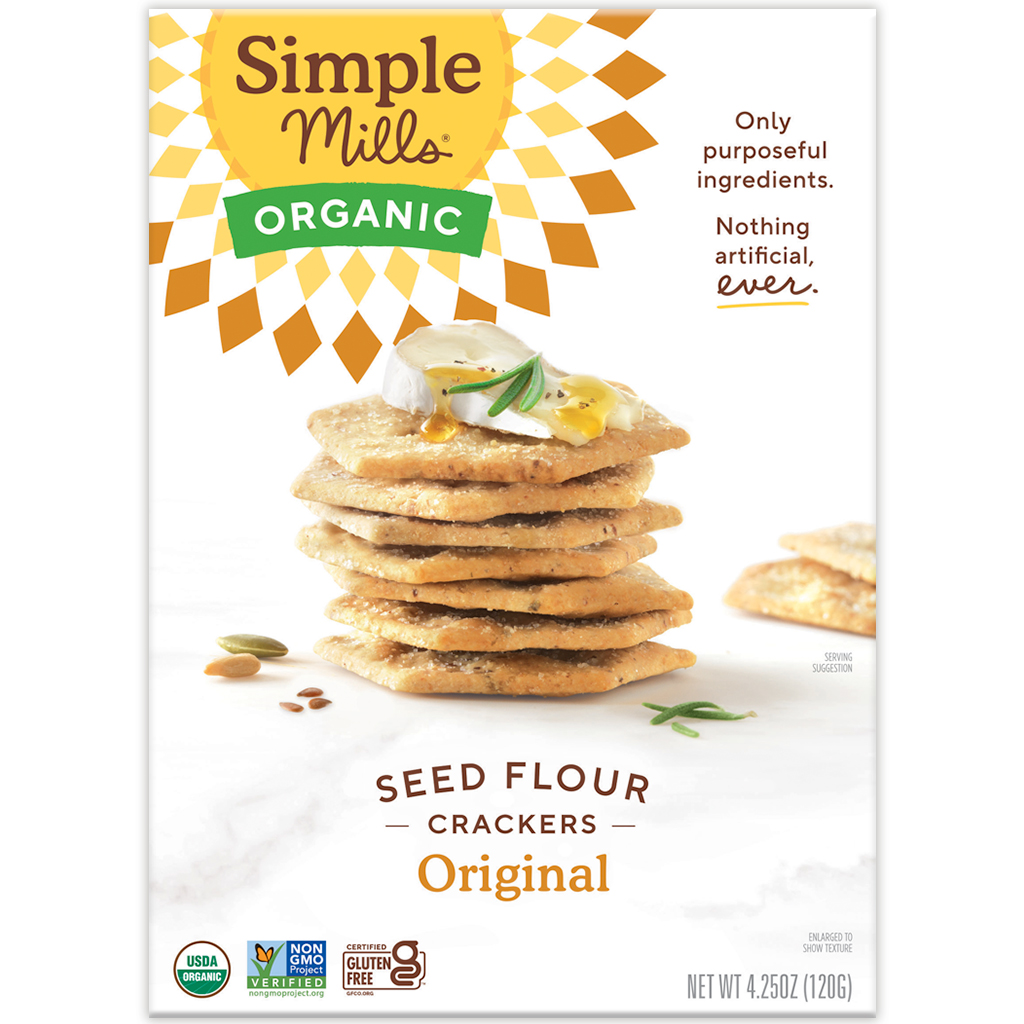 Simple
Mills®
ORGANIC
Only
purposeful
ingredients.
Nothing
artificial,
ever.
SERVING
SUGGESTION
SEED FLOUR
— CRACKERS —
Original
USDA
ORGANIC
NON
GMO
Project
VERIFIED
nongmoproject.org
CERTIFIED
GLUTEN
FREE
g
GFCO.ORG
ENLARGED TO
SHOW TEXTURE
NET WT 4.25OZ (120G)